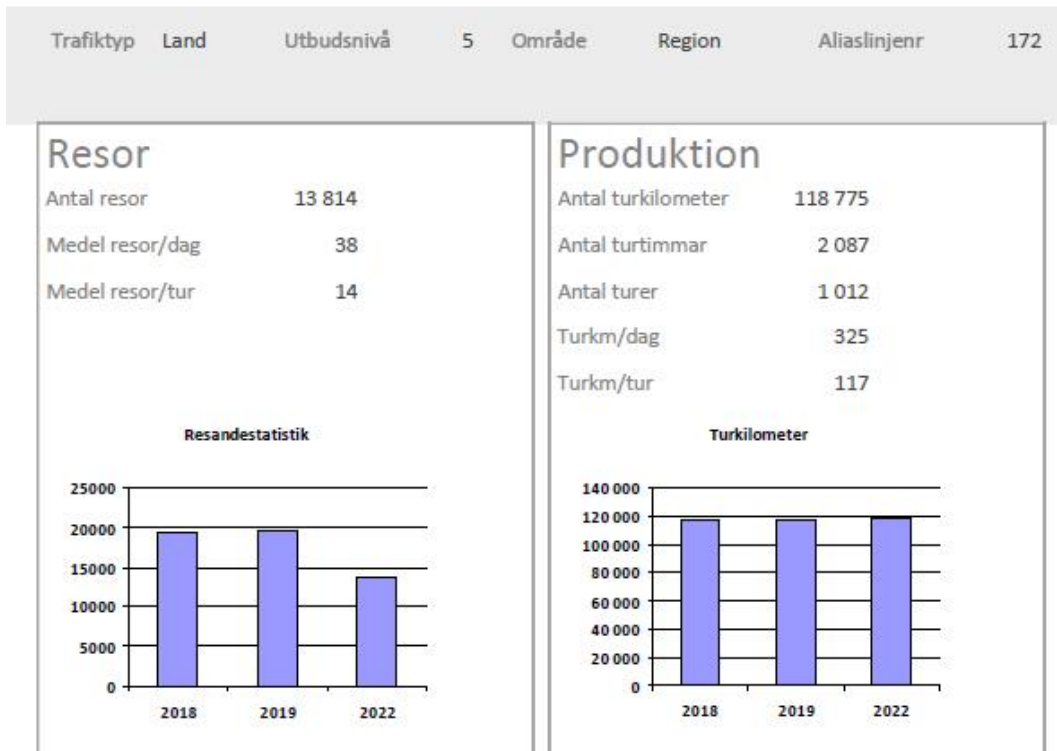 Trafiktyp Land Utbudsnivå 5 Område Region Aliaslinjenr 172
Resor
Antal resor 13 814
Medel resor/dag 38
Medel resor/tur 14
Resandestatistik
25000
20000
15000
10000
5000
0
2018 2019 2022
Produktion
Antal turkilometer 118 775
Antal turtimmar 2 087
Antal turer 1 012
Turkm/dag 325
Turkm/tur 117
Turkilometer
140 000
120 000
100 000
80 000
60 000
40 000
20 000
0
2018 2019 2022